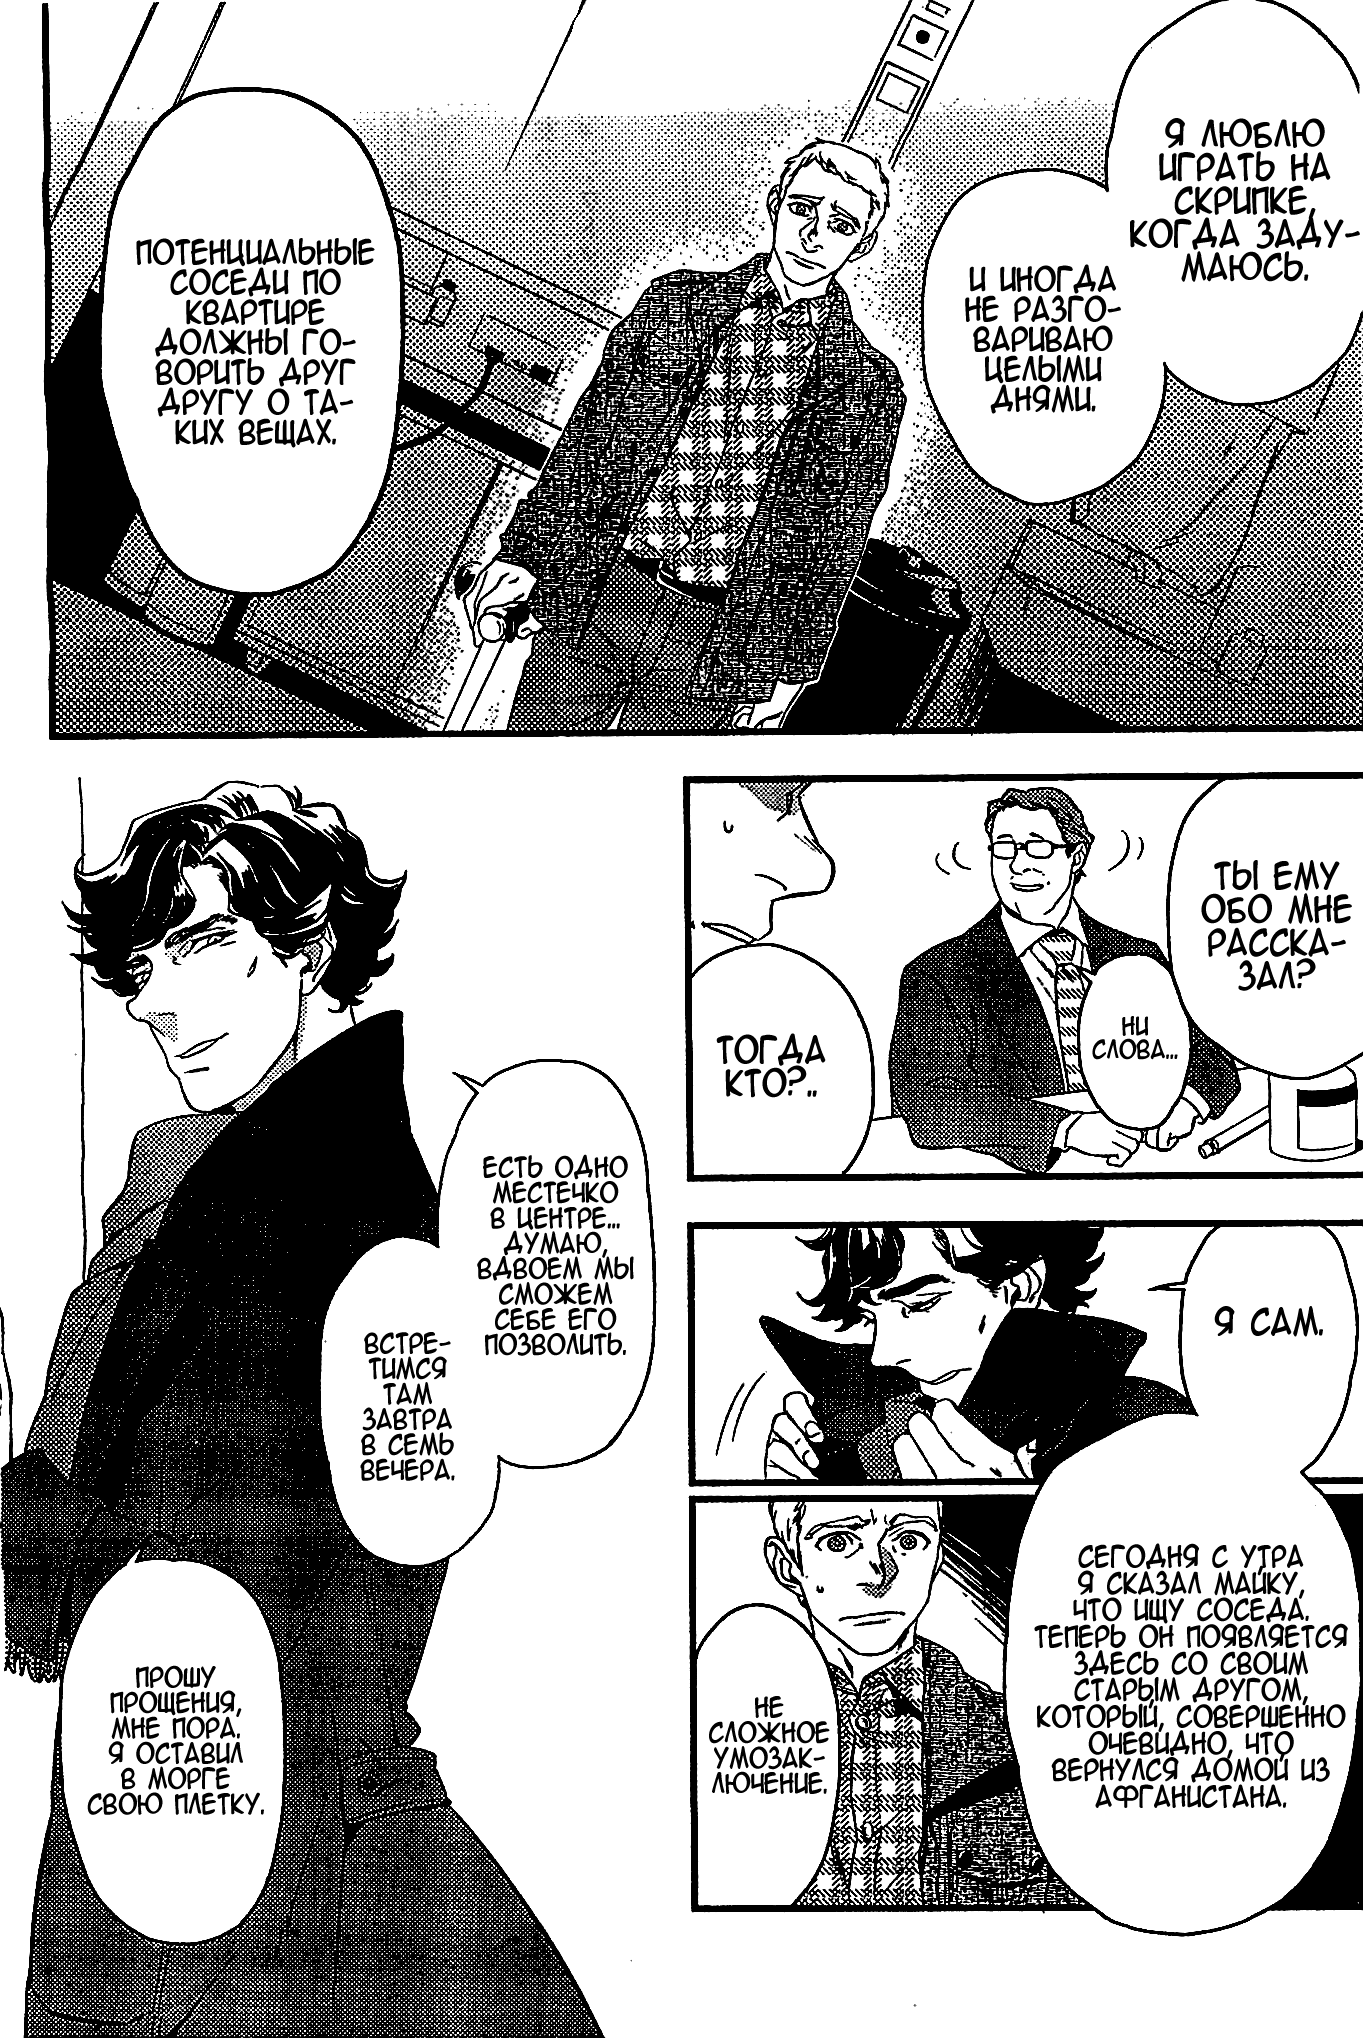 Я ЛЮБЛЮ
ИГРАТЬ НА
СКРИПКЕ,
КОГДА ЗАДУ-
МАЮСЬ.
И ИНОГДА
НЕ РАЗГО-
ВАРИВАЮ
ЦЕЛЫМИ
ДНЯМИ.
ПОТЕНЦИАЛЬНЫЕ
СОСЕДИ ПО
КВАРТИРЕ
ДОЛЖНЫ ГО-
ВОРИТЬ ДРУГ
ДРУГУ О ТА-
КИХ ВЕЩАХ.
ТЫ ЕМУ
ОБО МНЕ
РАССКА-
ЗАЛ?
НИ
СЛОВА...
ТОГДА
КТО?..
Я САМ.
СЕГОДНЯ С УТРА
Я СКАЗАЛ МАЙКУ,
ЧТО ИЩУ СОСЕДА.
ТЕПЕРЬ ОН ПОЯВЛЯЕТСЯ
ЗДЕСЬ СО СВОИМ
СТАРЫМ ДРУГОМ,
КОТОРЫЙ, СОВЕРШЕННО
ОЧЕВИДНО, ЧТО
ВЕРНУЛСЯ ДОМОЙ ИЗ
АФГАНИСТАНА.
НЕ
СЛОЖНОЕ
УМОЗАК-
ЛЮЧЕНИЕ.
ЕСТЬ ОДНО
МЕСТЕЧКО
В ЦЕНТРЕ...
ДУМАЮ,
ВДВОЕМ МЫ
СМОЖЕМ
СЕБЕ ЕГО
ПОЗВОЛИТЬ.
ВСТРЕ-
ТИМСЯ
ТАМ
ЗАВТРА
В СЕМЬ
ВЕЧЕРА.
ПРОШУ
ПРОЩЕНИЯ,
МНЕ ПОРА.
Я ОСТАВИЛ
В МОРГЕ
СВОЮ ПЛЕТКУ.